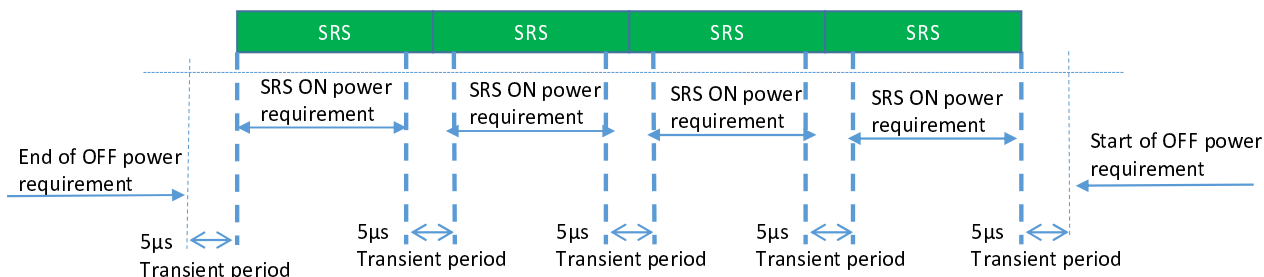 SRS
SRS
SRS
SRS
SRS ON power
requirement
SRS ON power
requirement
SRS ON power
requirement
SRS ON power
requirement
End of OFF power
requirement
Start of OFF power
requirement
5µs
Transient period
5µs
Transient period
5µs
Transient period
5µs
Transient period
5µs
Transient period